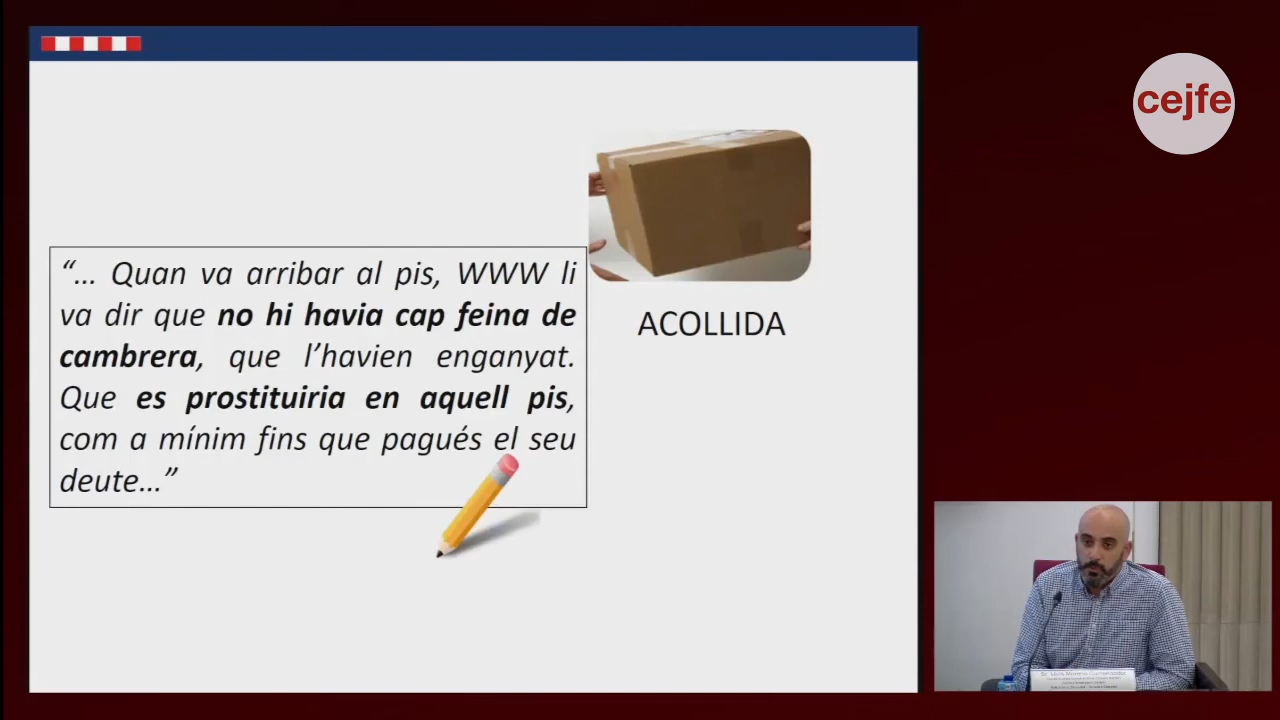 cejfe
“... Quan va arribar al pis, WWW li
va dir que no hi havia cap feina de
cambrera, que l’havien enganyat.
Que es prostituiria en aquell pis,
com a mínim fins que pagués el seu
deute...”
ACOLLIDA